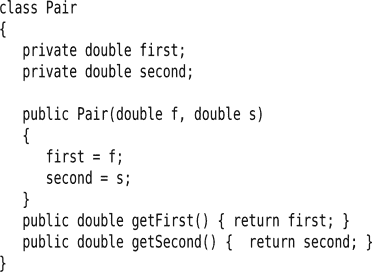 class Pair
{
   private double first;
   private double second;

   public Pair(double f, double s)
   {
      first = f;
      second = s;
   }
   public double getFirst() { return first; }
   public double getSecond() {  return second; }
}